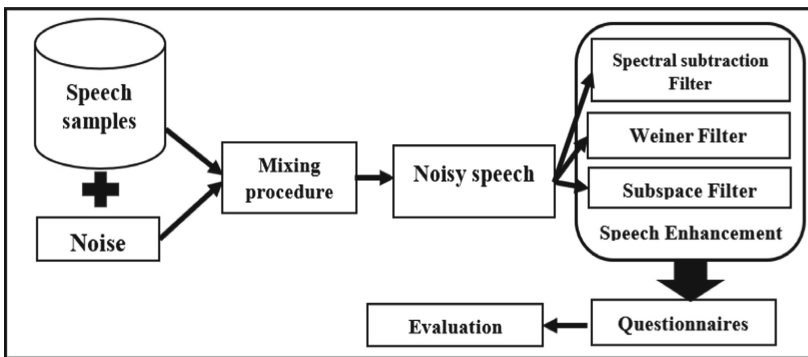 Speech
samples
Noise
Mixing
procedure
Noisy speech
Spectral subtraction
Filter
Weiner Filter
Subspace Filter
Speech Enhancement
Questionnaires
Evaluation